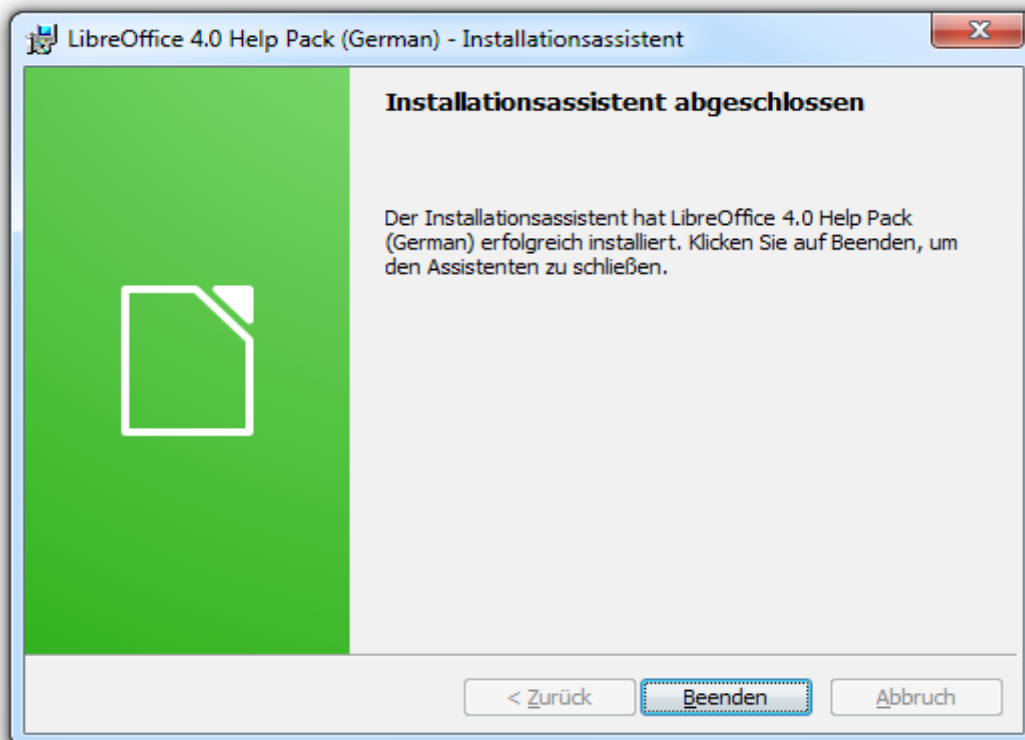 LibreOffice 4.0 Help Pack (German) - Installationsassistent
Installationsassistent abgeschlossen
Der Installationsassistent hat LibreOffice 4.0 Help Pack
(German) erfolgreich installiert. Klicken Sie auf Beenden, um
den Assistenten zu schließen.
< Zurück Beenden Abbruch